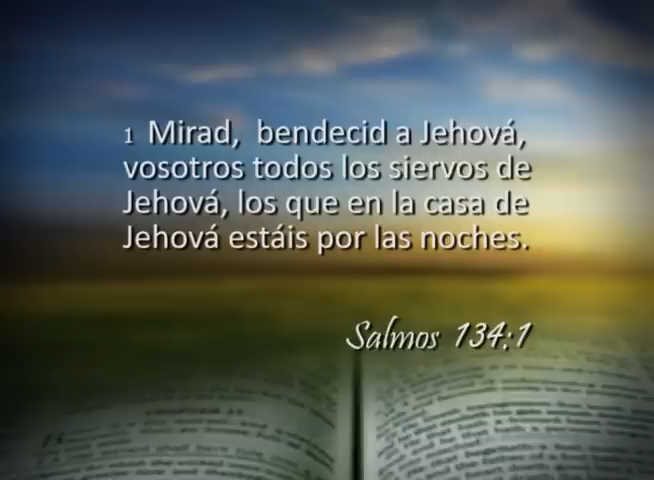 1 Mirad, bendecid a Jehová,
vosotros todos los siervos de
Jehová, los que en la casa de
Jehová estáis por las noches.
Salmos 134:1